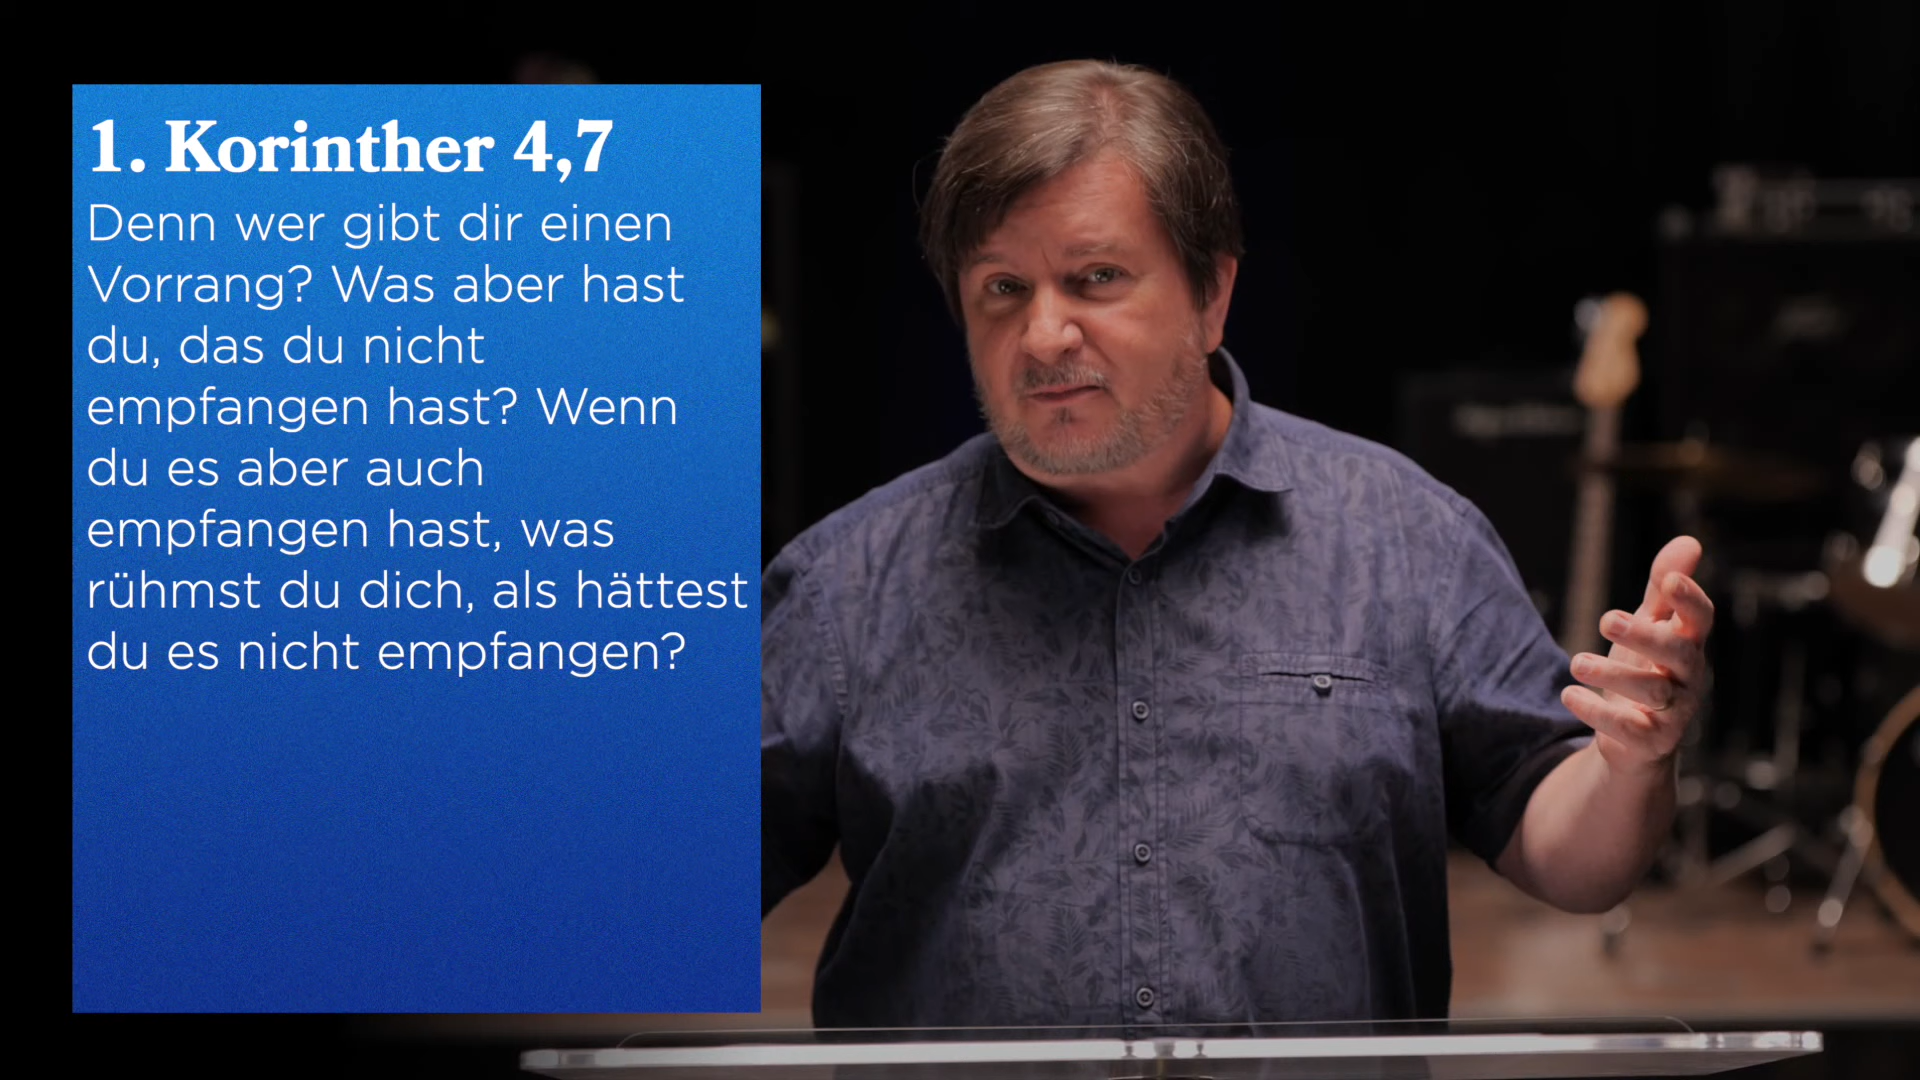 1. Korinther 4,7
Denn wer gibt dir einen
Vorrang? Was aber hast
du, das du nicht
empfangen hast? Wenn
du es aber auch
empfangen hast, was
rühmst du dich, als hättest
du es nicht empfangen?